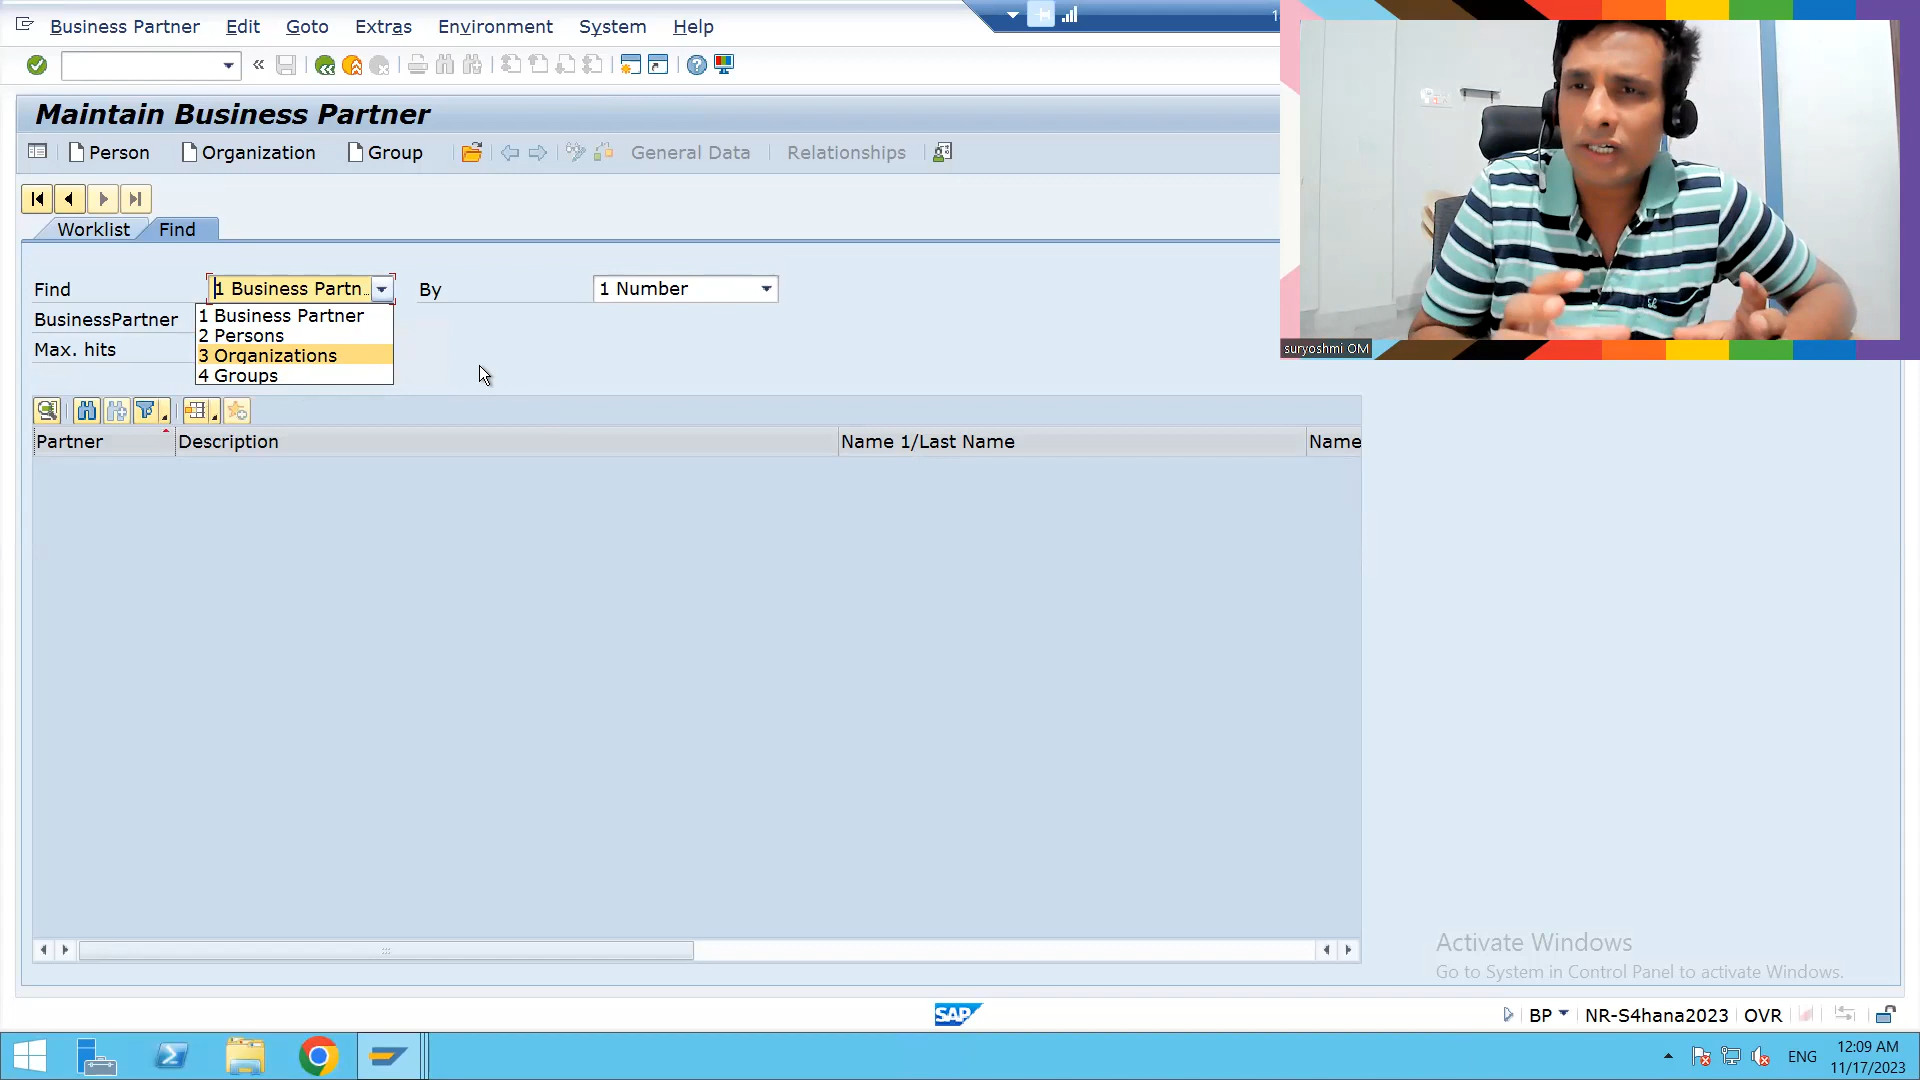 Business Partner Edit Goto Extras Environment System Help
Maintain Business Partner
Person Organization Group General Data Relationships
Worklist Find
Find 1 Business Partn.. By 1 Number
BusinessPartner
Max. hits
1 Business Partner
2 Persons
3 Organizations
4 Groups
Partner Description Name 1/Last Name Name
suryoshmi OM
Activate Windows
Go to System in Control Panel to activate Windows.
SAP
BP NR-S4hana2023 OVR
ENG
12:09 AM
11/17/2023